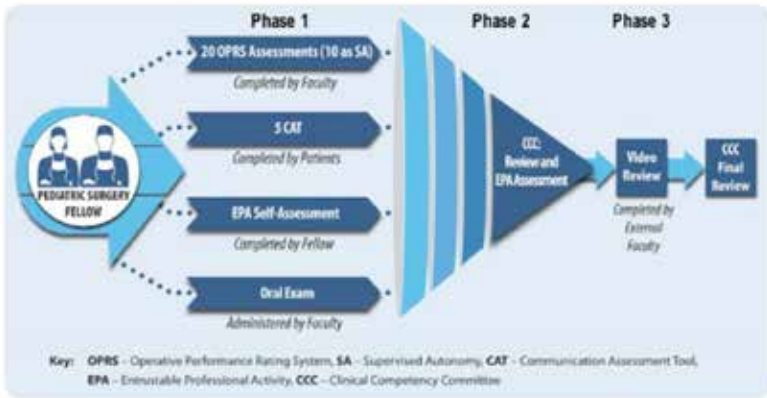 Phase 1
Phase 2
Phase 3
20 OPRS Assessments (10 as SA)
Completed by Faculty
5 CAT
Completed by Patients
EPA Self-Assessment
Completed by Fellow
Oral Exam
Administered by Faculty
PEDIATRIC SURGERY
FELLOW
CCC:
Review and
EPA Assessment
Video
Review
Completed by
External
Faculty
CCC
Final
Review
Key: OPRS – Operative Performance Rating System, SA – Supervised Autonomy, CAT – Communication Assessment Tool,
EPA – Entrustable Professional Activity, CCC – Clinical Competency Committee